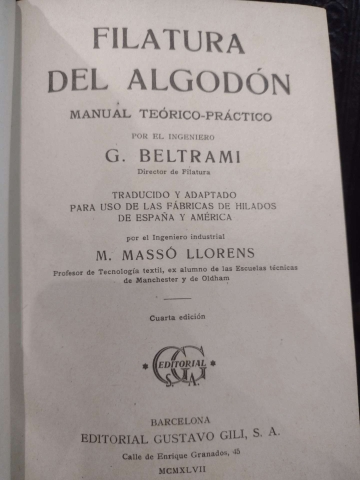 FILATURA
DEL ALGODÓN
MANUAL TEÓRICO-PRÁCTICO
POR EL INGENIERO
G. BELTRAMI
Director de Filatura
TRADUCIDO Y ADAPTADO
PARA USO DE LAS FÁBRICAS DE HILADOS
DE ESPAÑA Y AMÉRICA
por el Ingeniero industrial
M. MASSÓ LLORENS
Profesor de Tecnología textil, ex alumno de las Escuelas técnicas
de Manchester y de Oldham
Cuarta edición
GG
EDITORIAL
S. A.
BARCELONA
EDITORIAL GUSTAVO GILI, S. A.
Calle de Enrique Granados, 45
MCMXLVII